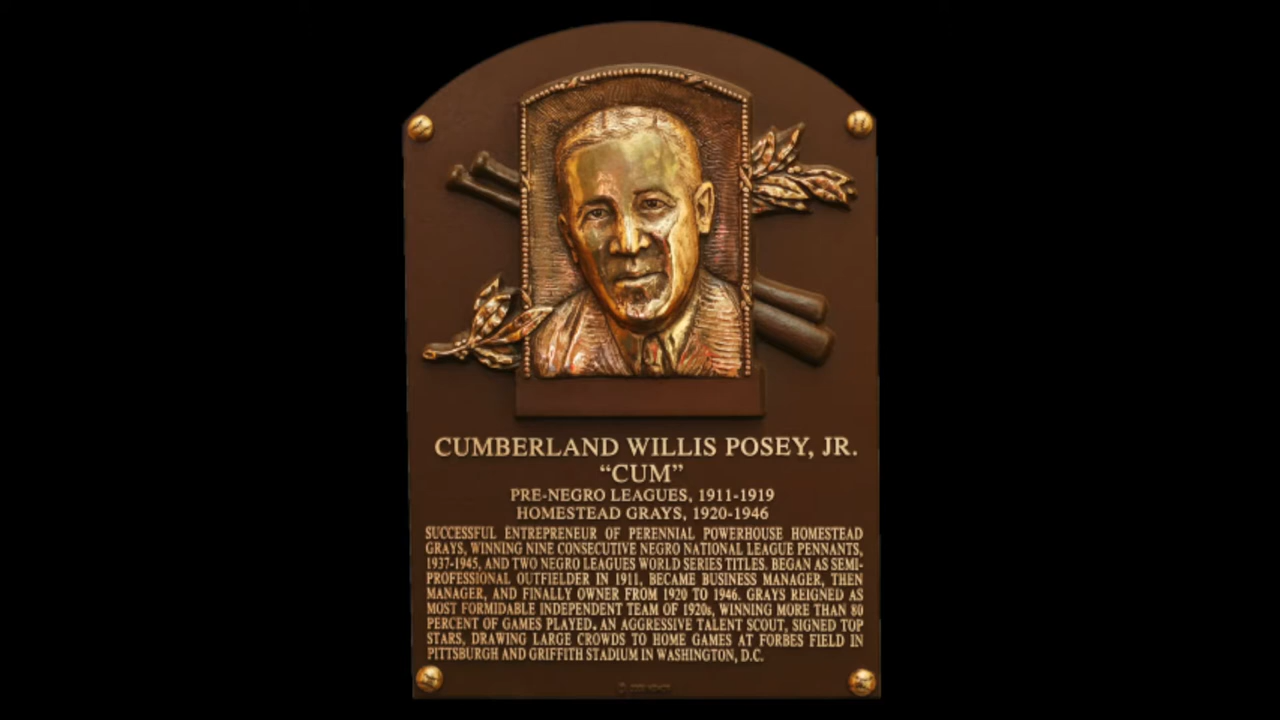 CUMBERLAND WILLIS POSEY, JR.
“CUM”
PRE-NEGRO LEAGUES, 1911-1919
HOMESTEAD GRAYS, 1920-1946
SUCCESSFUL ENTREPRENEUR OF PERENNIAL POWERHOUSE HOMESTEAD
GRAYS, WINNING NINE CONSECUTIVE NEGRO NATIONAL LEAGUE PENNANTS,
1937-1945, AND TWO NEGRO LEAGUES WORLD SERIES TITLES. BEGAN AS SEMI-
PROFESSIONAL OUTFIELDER IN 1911, BECAME BUSINESS MANAGER, THEN
MANAGER, AND FINALLY OWNER FROM 1920 TO 1946. GRAYS REIGNED AS
MOST FORMIDABLE INDEPENDENT TEAM OF 1920s, WINNING MORE THAN 80
PERCENT OF GAMES PLAYED. AN AGGRESSIVE TALENT SCOUT, SIGNED TOP
STARS, DRAWING LARGE CROWDS TO HOME GAMES AT FORBES FIELD IN
PITTSBURGH AND GRIFFITH STADIUM IN WASHINGTON, D.C.